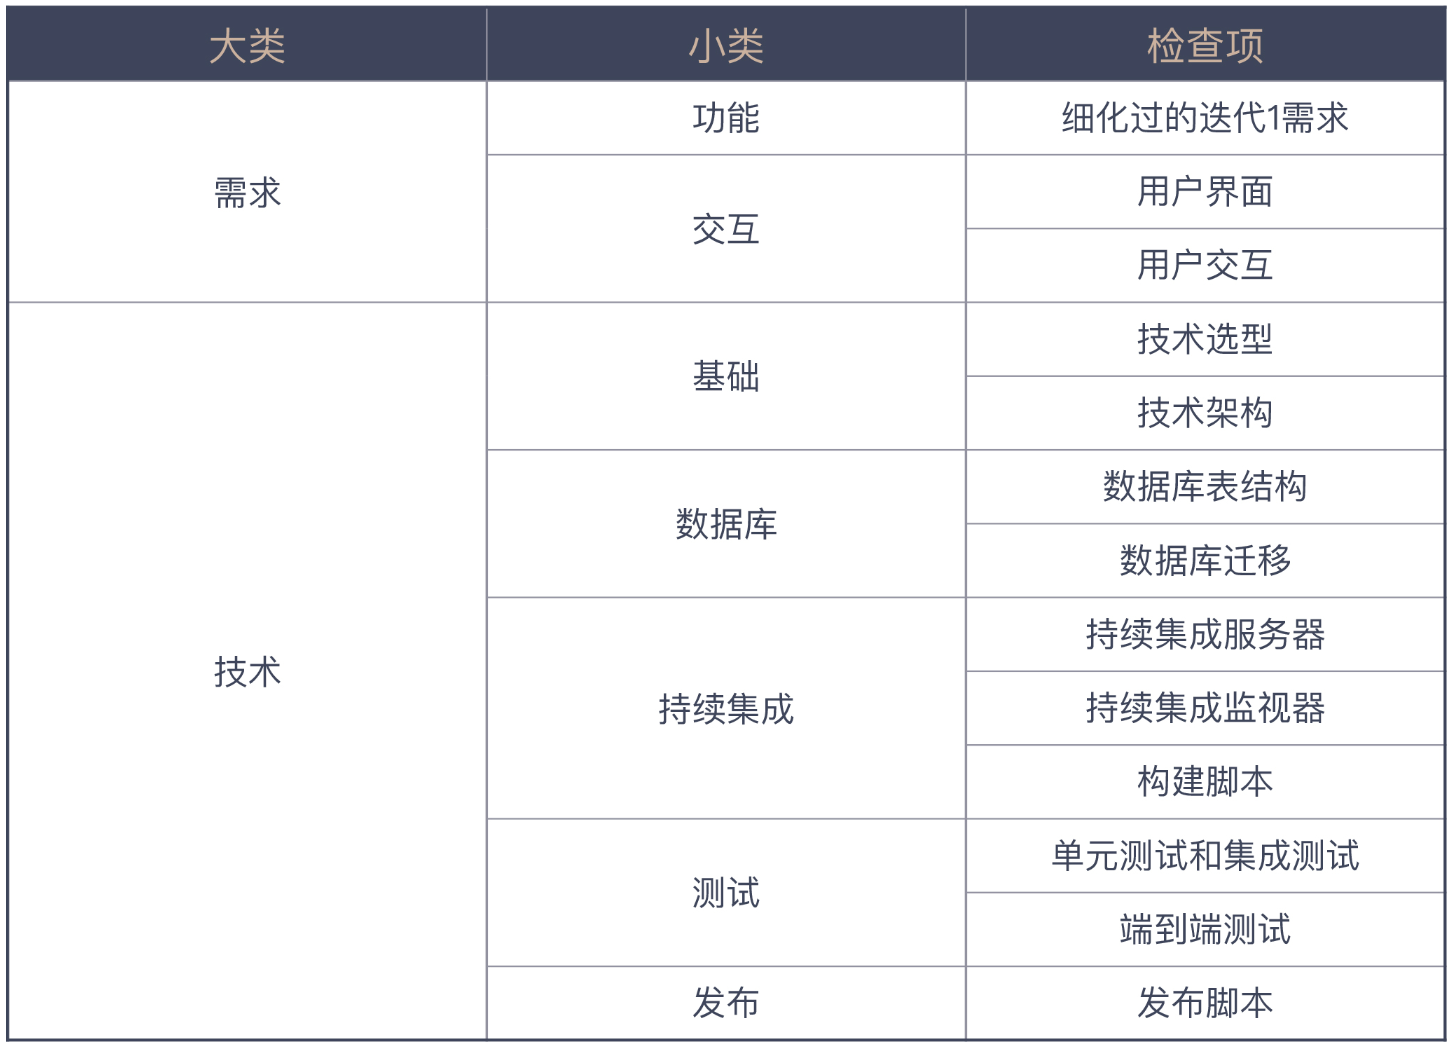 大类 小类 检查项
需求 功能 细化过的迭代1需求
交互 用户界面
用户交互
技术 基础 技术选型
技术架构
数据库 数据库表结构
数据库迁移
持续集成 持续集成服务器
持续集成监视器
构建脚本
测试 单元测试和集成测试
端到端测试
发布 发布脚本